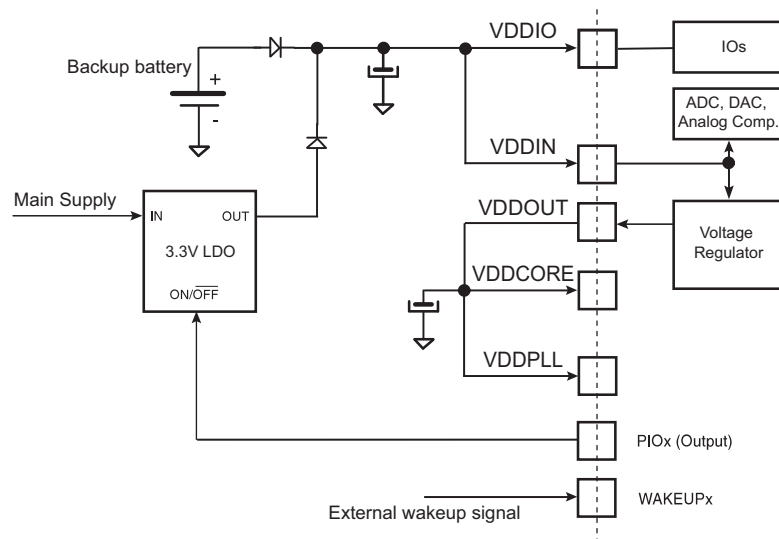 VDDIO
IOs
Backup battery
+
-
ADC, DAC,
Analog Comp.
VDDIN
Main Supply
IN
OUT
3.3V LDO
ON/OFF
VDDOUT
Voltage
Regulator
VDDCORE
VDDPLL
PIOx (Output)
External wakeup signal
WAKEUPx